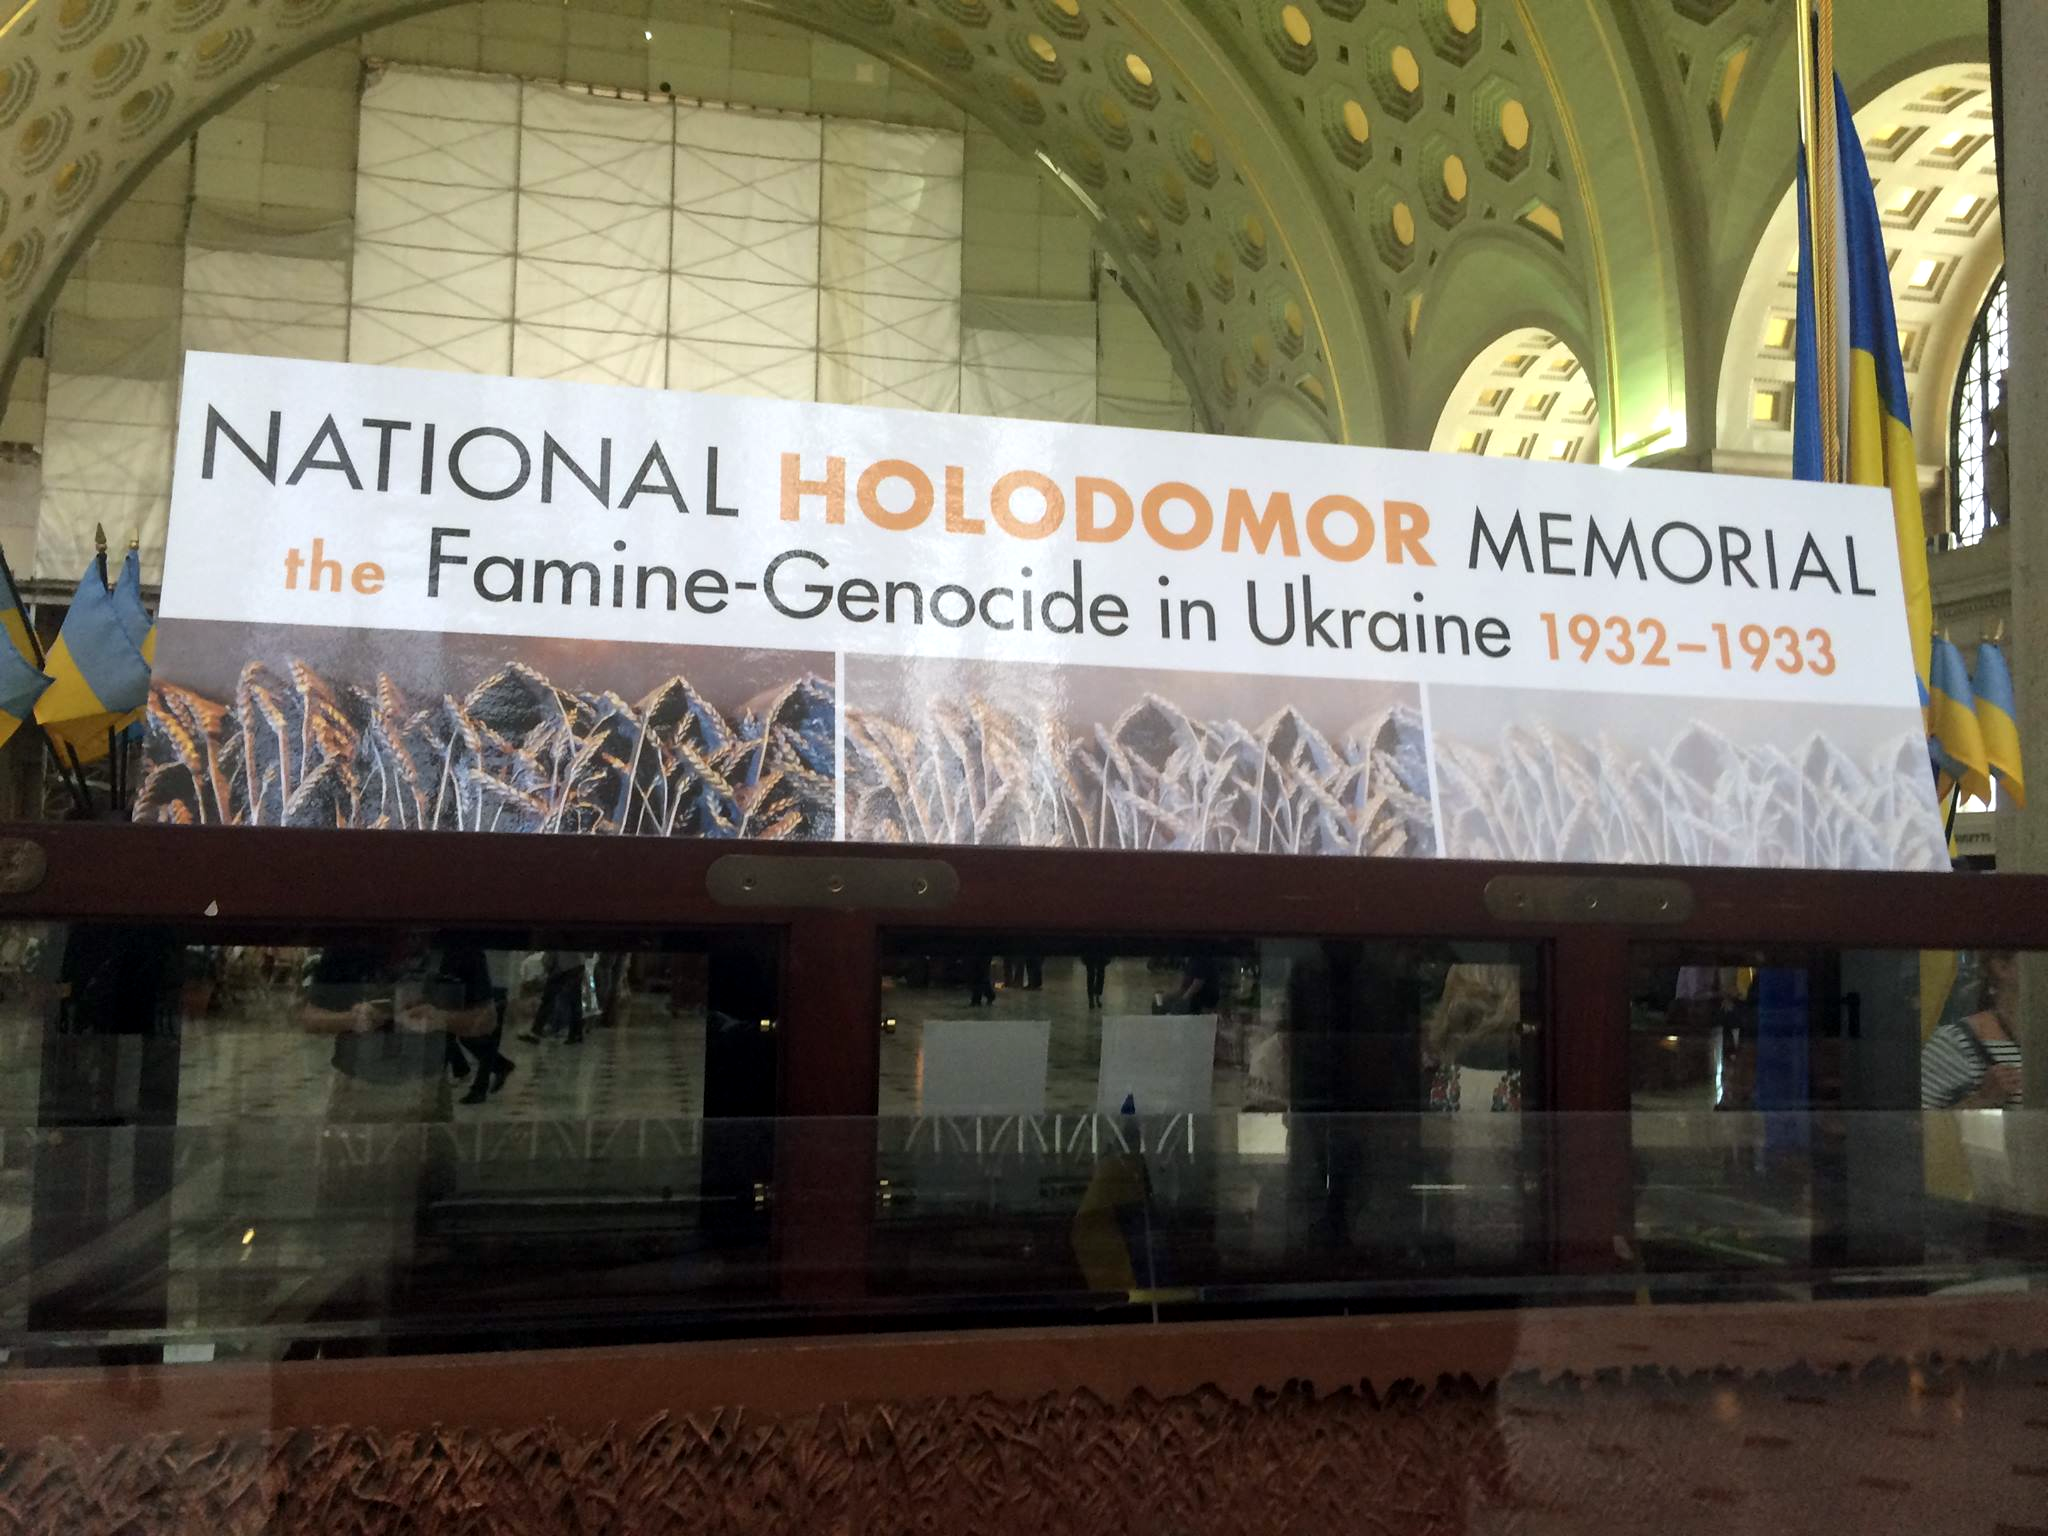 NATIONAL HOLODOMOR MEMORIAL
the Famine-Genocide in Ukraine 1932–1933